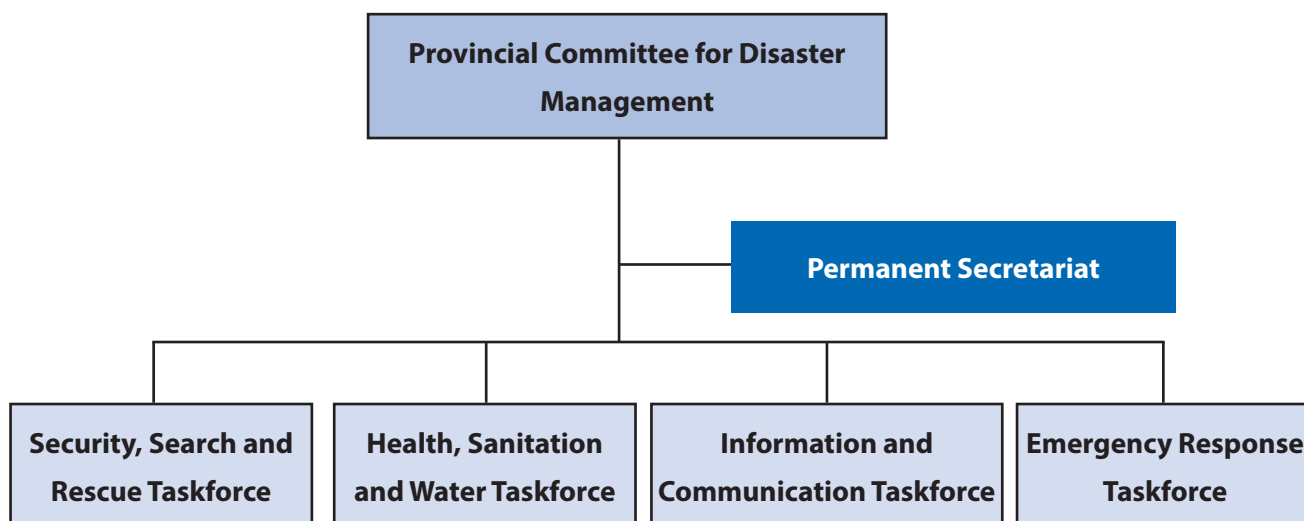 Provincial Committee for Disaster
Management
Permanent Secretariat
Security, Search and
Rescue Taskforce
Health, Sanitation
and Water Taskforce
Information and
Communication Taskforce
Emergency Response
Taskforce